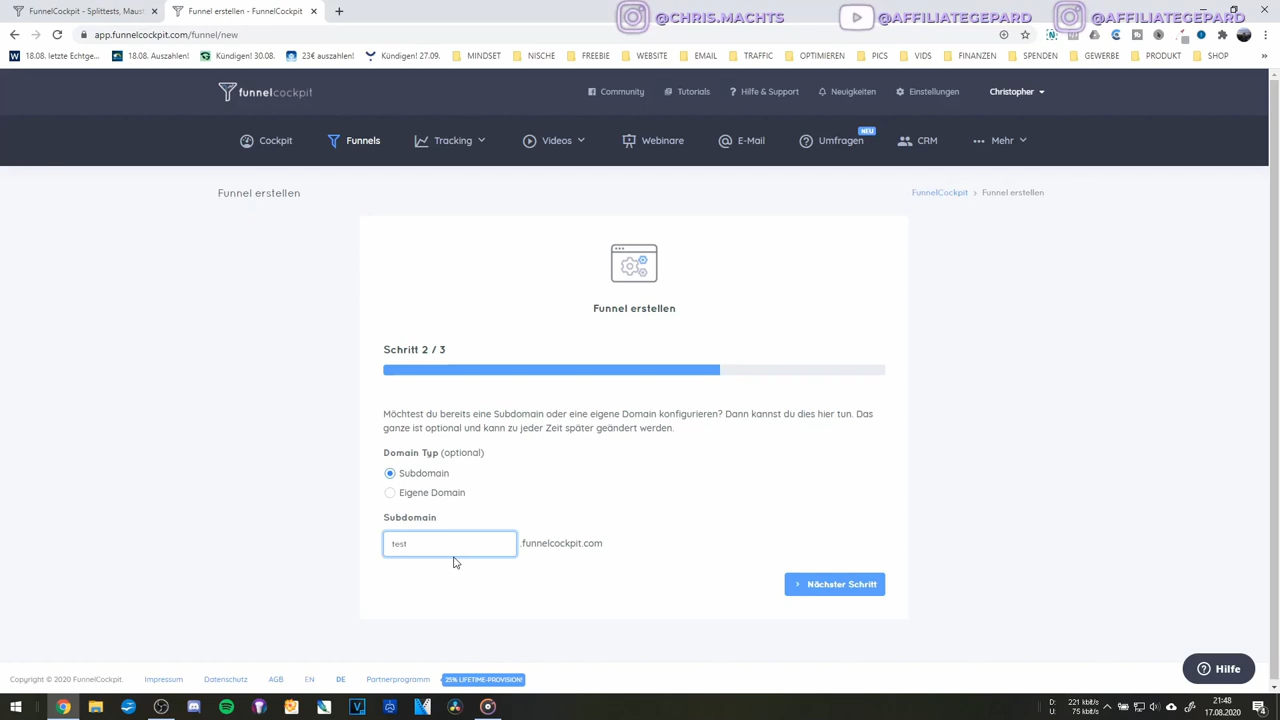 FunnelCockpit - Splittests, Maust
Funnel erstellen - FunnelCockpit
@CHRIS.MACHTS
@AFFILIATEGEPARD
@AFFILIATEGEPARD
app.funnelcockpit.com/funnel/new
18.08. letzte Echtge...
18.08. Auszahlen!
Kündigen! 30.08.
23€ auszahlen!
Kündigen! 27.09.
MINDSET
NISCHE
FREEBIE
WEBSITE
EMAIL
TRAFFIC
OPTIMIEREN
PICS
VIDS
FINANZEN
SPENDEN
GEWERBE
PRODUKT
SHOP
funnelcockpit
Community
Tutorials
Hilfe & Support
Neuigkeiten
Einstellungen
Christopher
Cockpit
Funnels
Tracking
Videos
Webinare
E-Mail
Umfragen
NEU
CRM
Mehr
Funnel erstellen
FunnelCockpit > Funnel erstellen
Funnel erstellen
Schritt 2 / 3
Möchtest du bereits eine Subdomain oder eine eigene Domain konfigurieren? Dann kannst du dies hier tun. Das
ganze ist optional und kann zu jeder Zeit später geändert werden.
Domain Typ (optional)
Subdomain
Eigene Domain
Subdomain
test
.funnelcockpit.com
> Nächster Schritt
Copyright © 2020 FunnelCockpit.
Impressum
Datenschutz
AGB
EN
DE
Partnerprogramm
25% LIFETIME-PROVISION!
Hilfe
D: 221 kbit/s
U: 75 kbit/s
21:48
17.08.2020
4